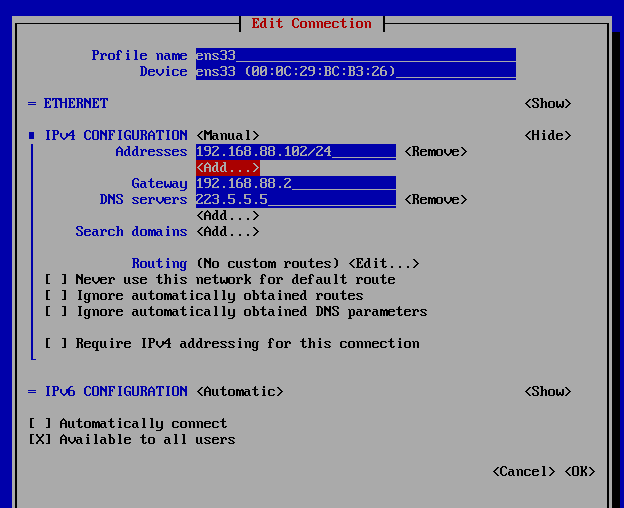 Edit Connection
Profile name ens33
Device ens33 (00:0C:29:BC:B3:26)
= ETHERNET <Show>
IPv4 CONFIGURATION <Manual> <Hide>
Addresses 192.168.88.102/24 <Remove>
<Add...>
Gateway 192.168.88.2
DNS servers 223.5.5.5 <Remove>
<Add...>
Search domains <Add...>
Routing (No custom routes) <Edit...>
[ ] Never use this network for default route
[ ] Ignore automatically obtained routes
[ ] Ignore automatically obtained DNS parameters
[ ] Require IPv4 addressing for this connection
= IPv6 CONFIGURATION <Automatic> <Show>
[ ] Automatically connect
[X] Available to all users
<Cancel> <OK>